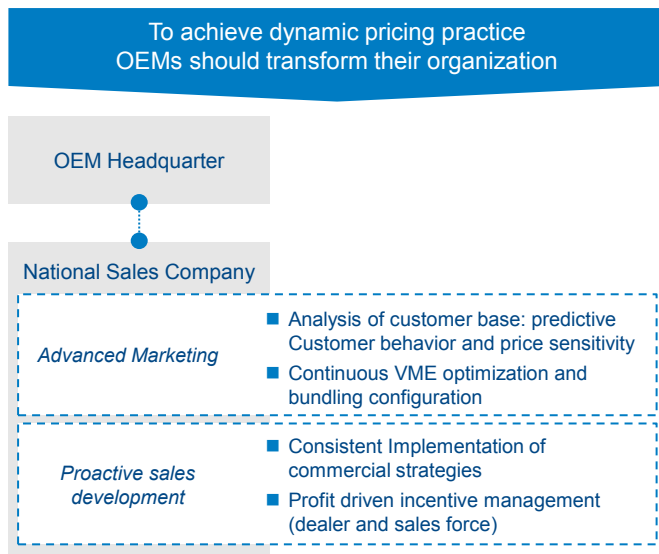 To achieve dynamic pricing practice
OEMs should transform their organization
OEM Headquarter
National Sales Company
Advanced Marketing
■ Analysis of customer base: predictive
Customer behavior and price sensitivity
■ Continuous VME optimization and
bundling configuration
Proactive sales
development
■ Consistent Implementation of
commercial strategies
■ Profit driven incentive management
(dealer and sales force)